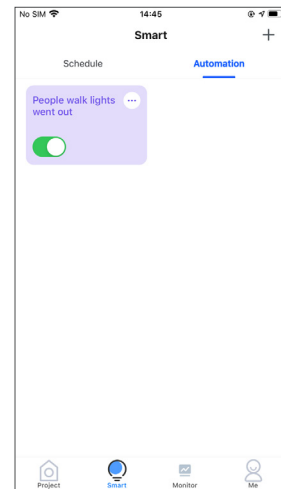 No SIM 14:45
Smart
Schedule Automation
People walk lights
went out
Project Smart Monitor Me